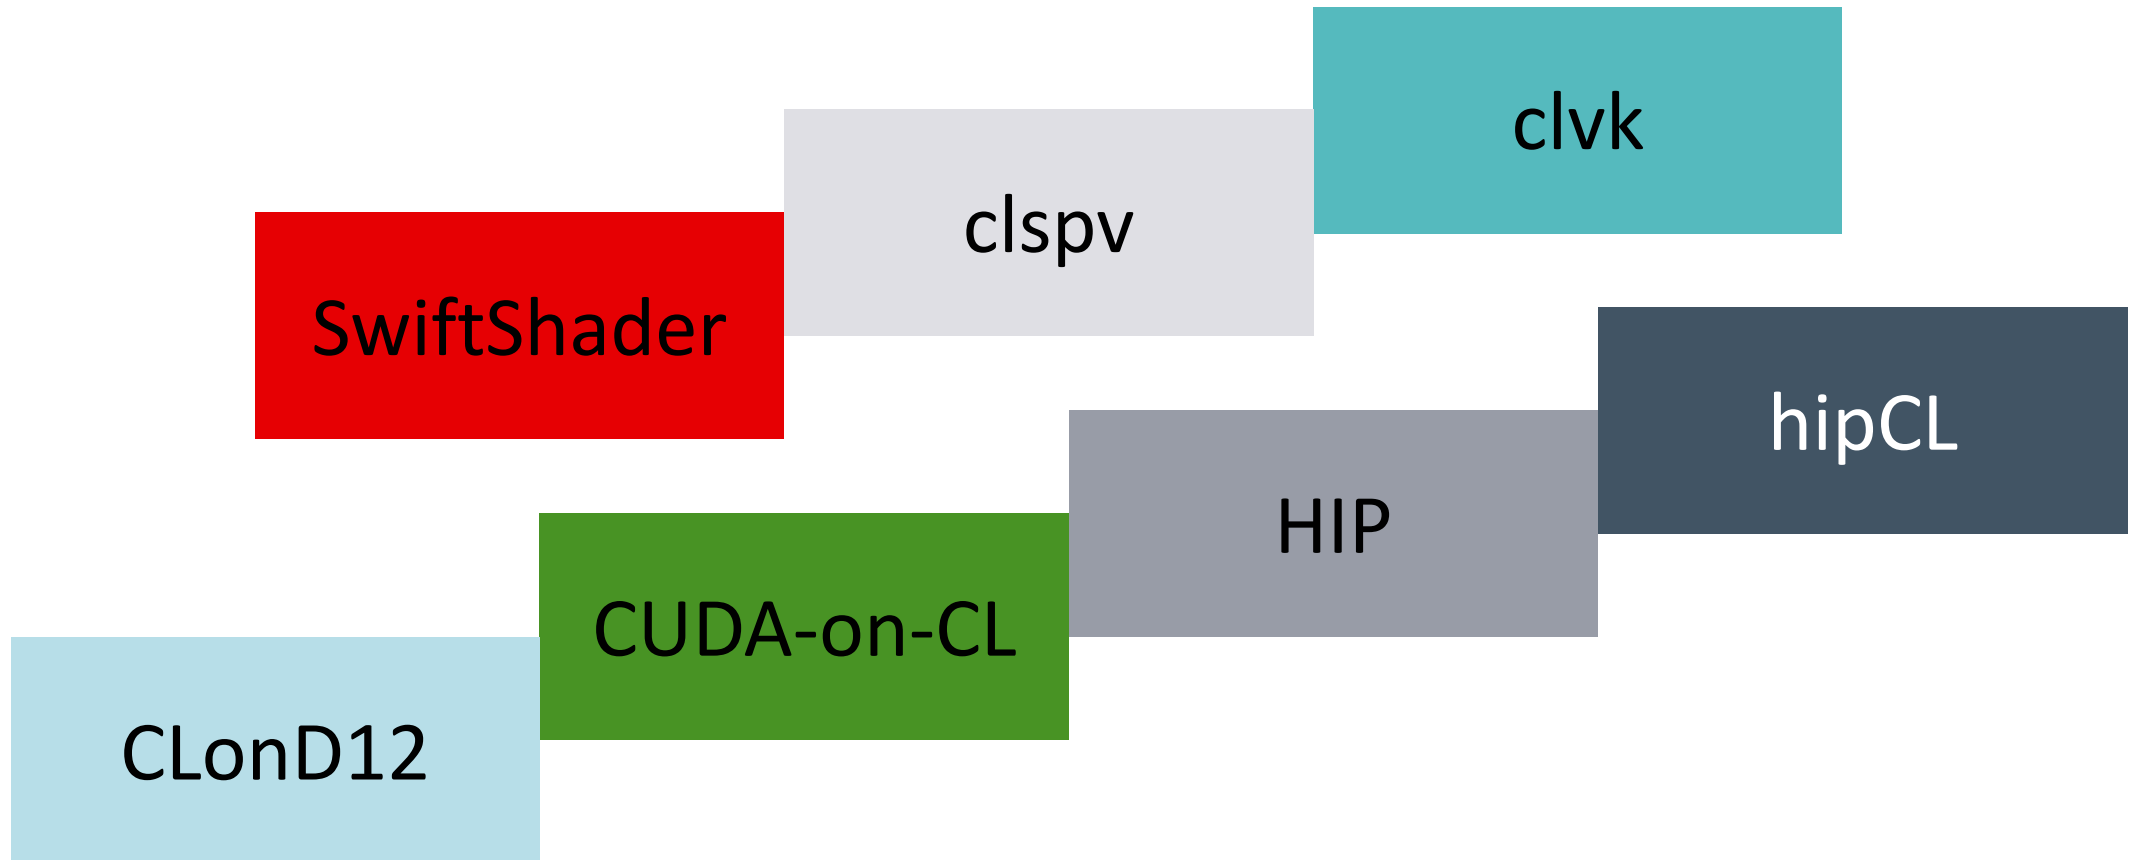 clvk
clspv
SwiftShader
hipCL
HIP
CUDA-on-CL
CLonD12